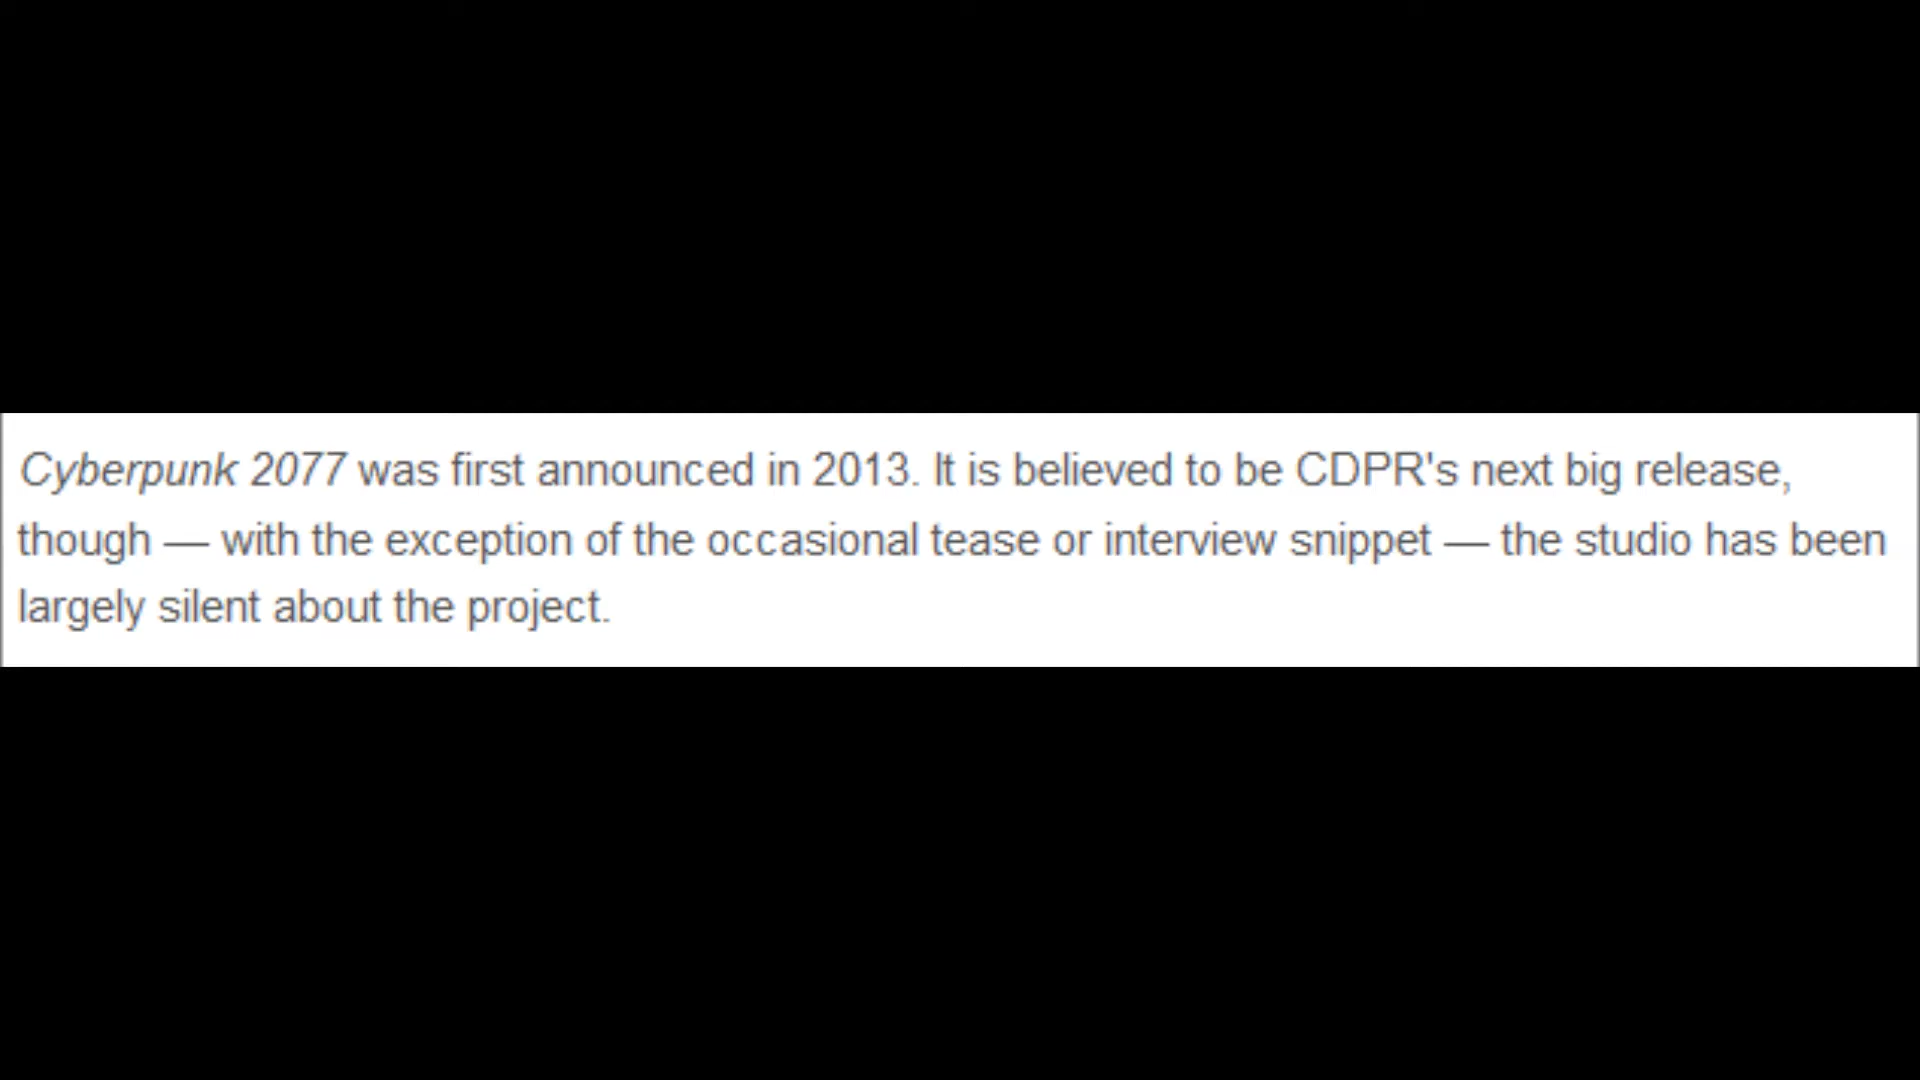 Cyberpunk 2077 was first announced in 2013. It is believed to be CDPR's next big release,
though — with the exception of the occasional tease or interview snippet — the studio has been
largely silent about the project.